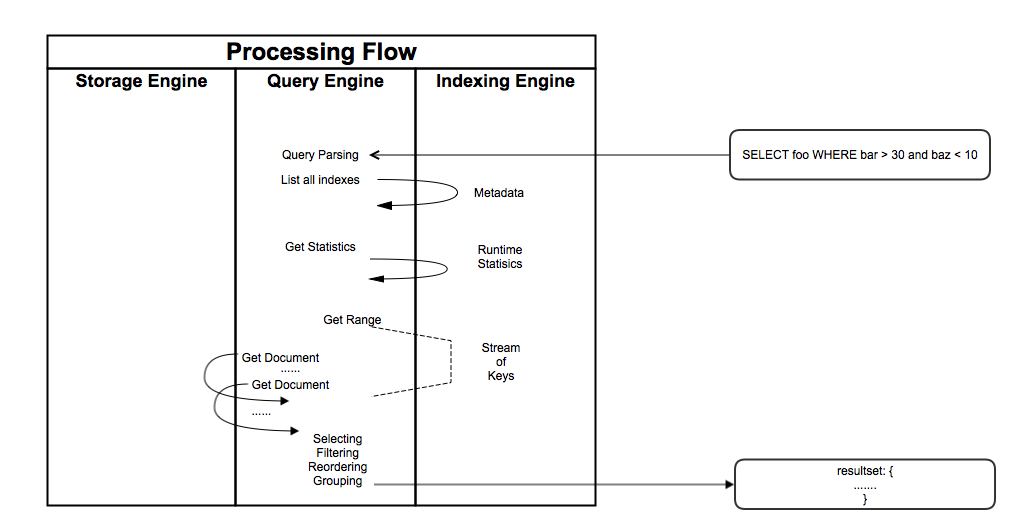 Processing Flow
Storage Engine
Query Engine
Indexing Engine
Query Parsing
SELECT foo WHERE bar > 30 and baz < 10
List all indexes
Metadata
Get Statistics
Runtime
Statisics
Get Range
Stream
of
Keys
Get Document
......
Get Document
......
Selecting
Filtering
Reordering
Grouping
resultset: {
.......
}